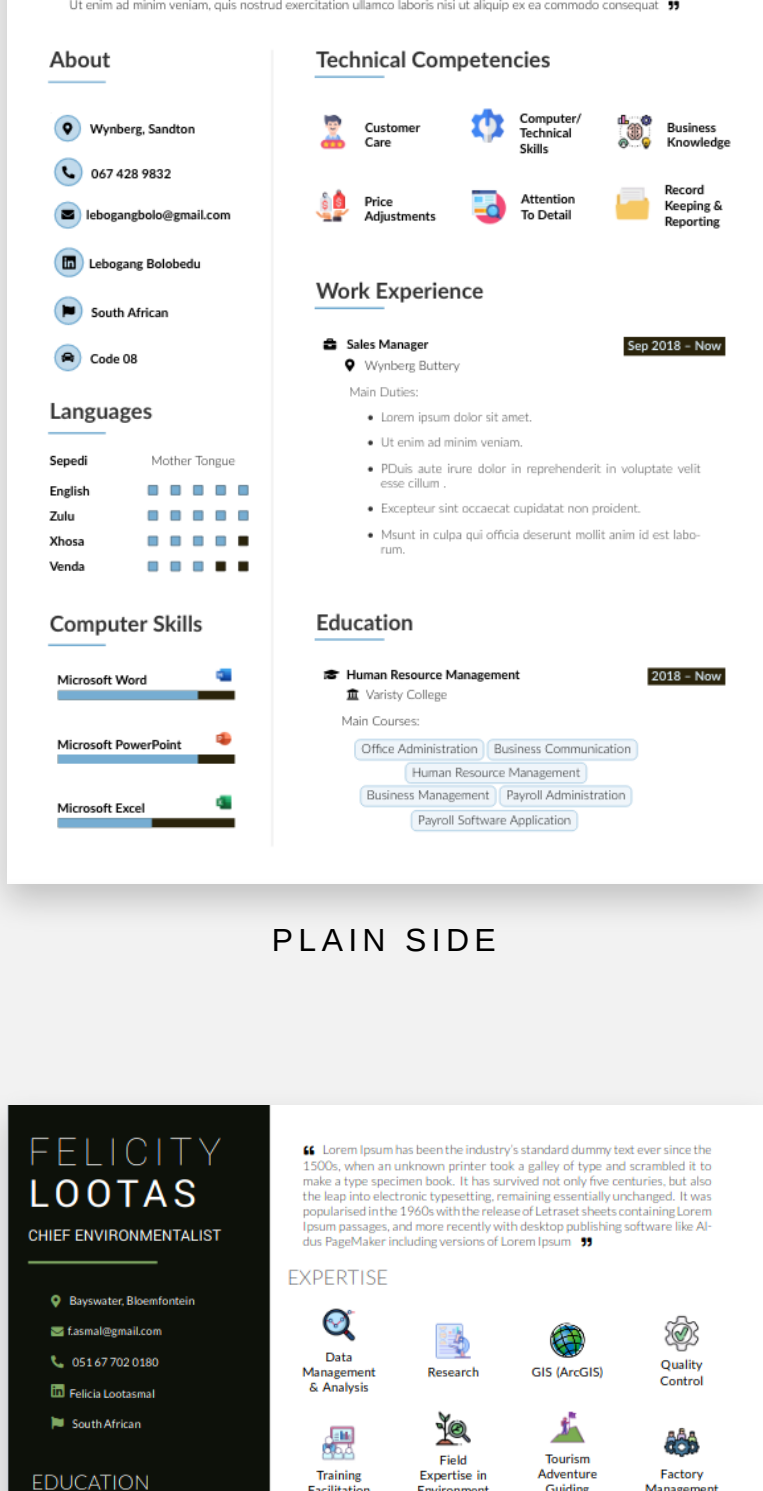 Ut enim ad minim veniam, quis nostrud exercitation ullamco laboris nisi ut aliquip ex ea commodo consequat ”
About
Wynberg, Sandton
067 428 9832
lebogangbolo@gmail.com
Lebogang Bolobedu
South African
Code 08
Languages
Sepedi Mother Tongue
English
Zulu
Xhosa
Venda
Computer Skills
Microsoft Word
Microsoft PowerPoint
Microsoft Excel
Technical Competencies
Customer
Care
Computer/
Technical
Skills
Business
Knowledge
Price
Adjustments
Attention
To Detail
Record
Keeping &
Reporting
Work Experience
Sales Manager Sep 2018 – Now
Wynberg Buttery
Main Duties:
• Lorem ipsum dolor sit amet.
• Ut enim ad minim veniam.
• PDuis aute irure dolor in reprehenderit in voluptate velit
esse cillum .
• Excepteur sint occaecat cupidatat non proident.
• Msunt in culpa qui officia deserunt mollit anim id est labo-
rum.
Education
Human Resource Management 2018 – Now
Varisty College
Main Courses:
Office Administration Business Communication
Human Resource Management
Business Management Payroll Administration
Payroll Software Application
PLAIN SIDE
FELICITY
LOOTAS
CHIEF ENVIRONMENTALIST
Bayswater, Bloemfontein
f.asmal@gmail.com
051 67 702 0180
Felicia Lootasmal
South African
EDUCATION
“ Lorem Ipsum has been the industry's standard dummy text ever since the
1500s, when an unknown printer took a galley of type and scrambled it to
make a type specimen book. It has survived not only five centuries, but also
the leap into electronic typesetting, remaining essentially unchanged. It was
popularised in the 1960s with the release of Letraset sheets containing Lorem
Ipsum passages, and more recently with desktop publishing software like Al-
dus PageMaker including versions of Lorem Ipsum ”
EXPERTISE
Data
Management
& Analysis
Research
GIS (ArcGIS)
Quality
Control
Training
Facilitation
Field
Expertise in
Environment
Tourism
Adventure
Guiding
Factory
Management